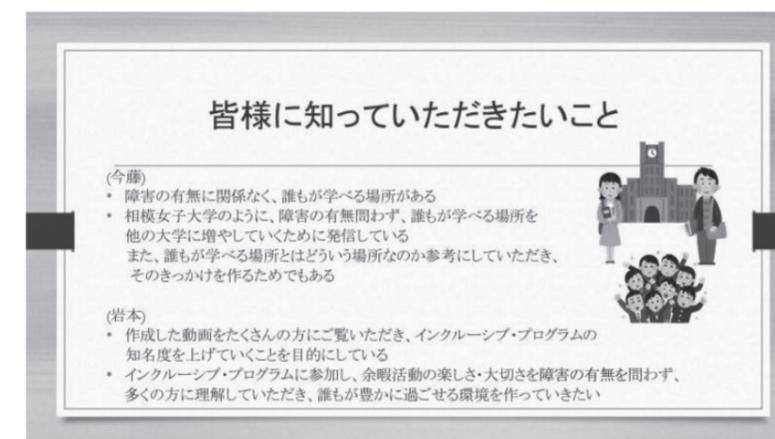 皆様に知っていただきたいこと
(今藤)
• 障害の有無に関係なく、誰もが学べる場所がある
• 相模女子大学のように、障害の有無問わず、誰もが学べる場所を
他の大学に増やしていくために発信している
また、誰もが学べる場所とはどういう場所なのか参考にしていただき、
そのきっかけを作るためでもある
(岩本)
• 作成した動画をたくさんの方にご覧いただき、インクルーシブ・プログラムの
知名度を上げていくことを目的にしている
• インクルーシブ・プログラムに参加し、余暇活動の楽しさ・大切さを障害の有無を問わず、
多くの方に理解していただき、誰もが豊かに過ごせる環境を作っていきたい